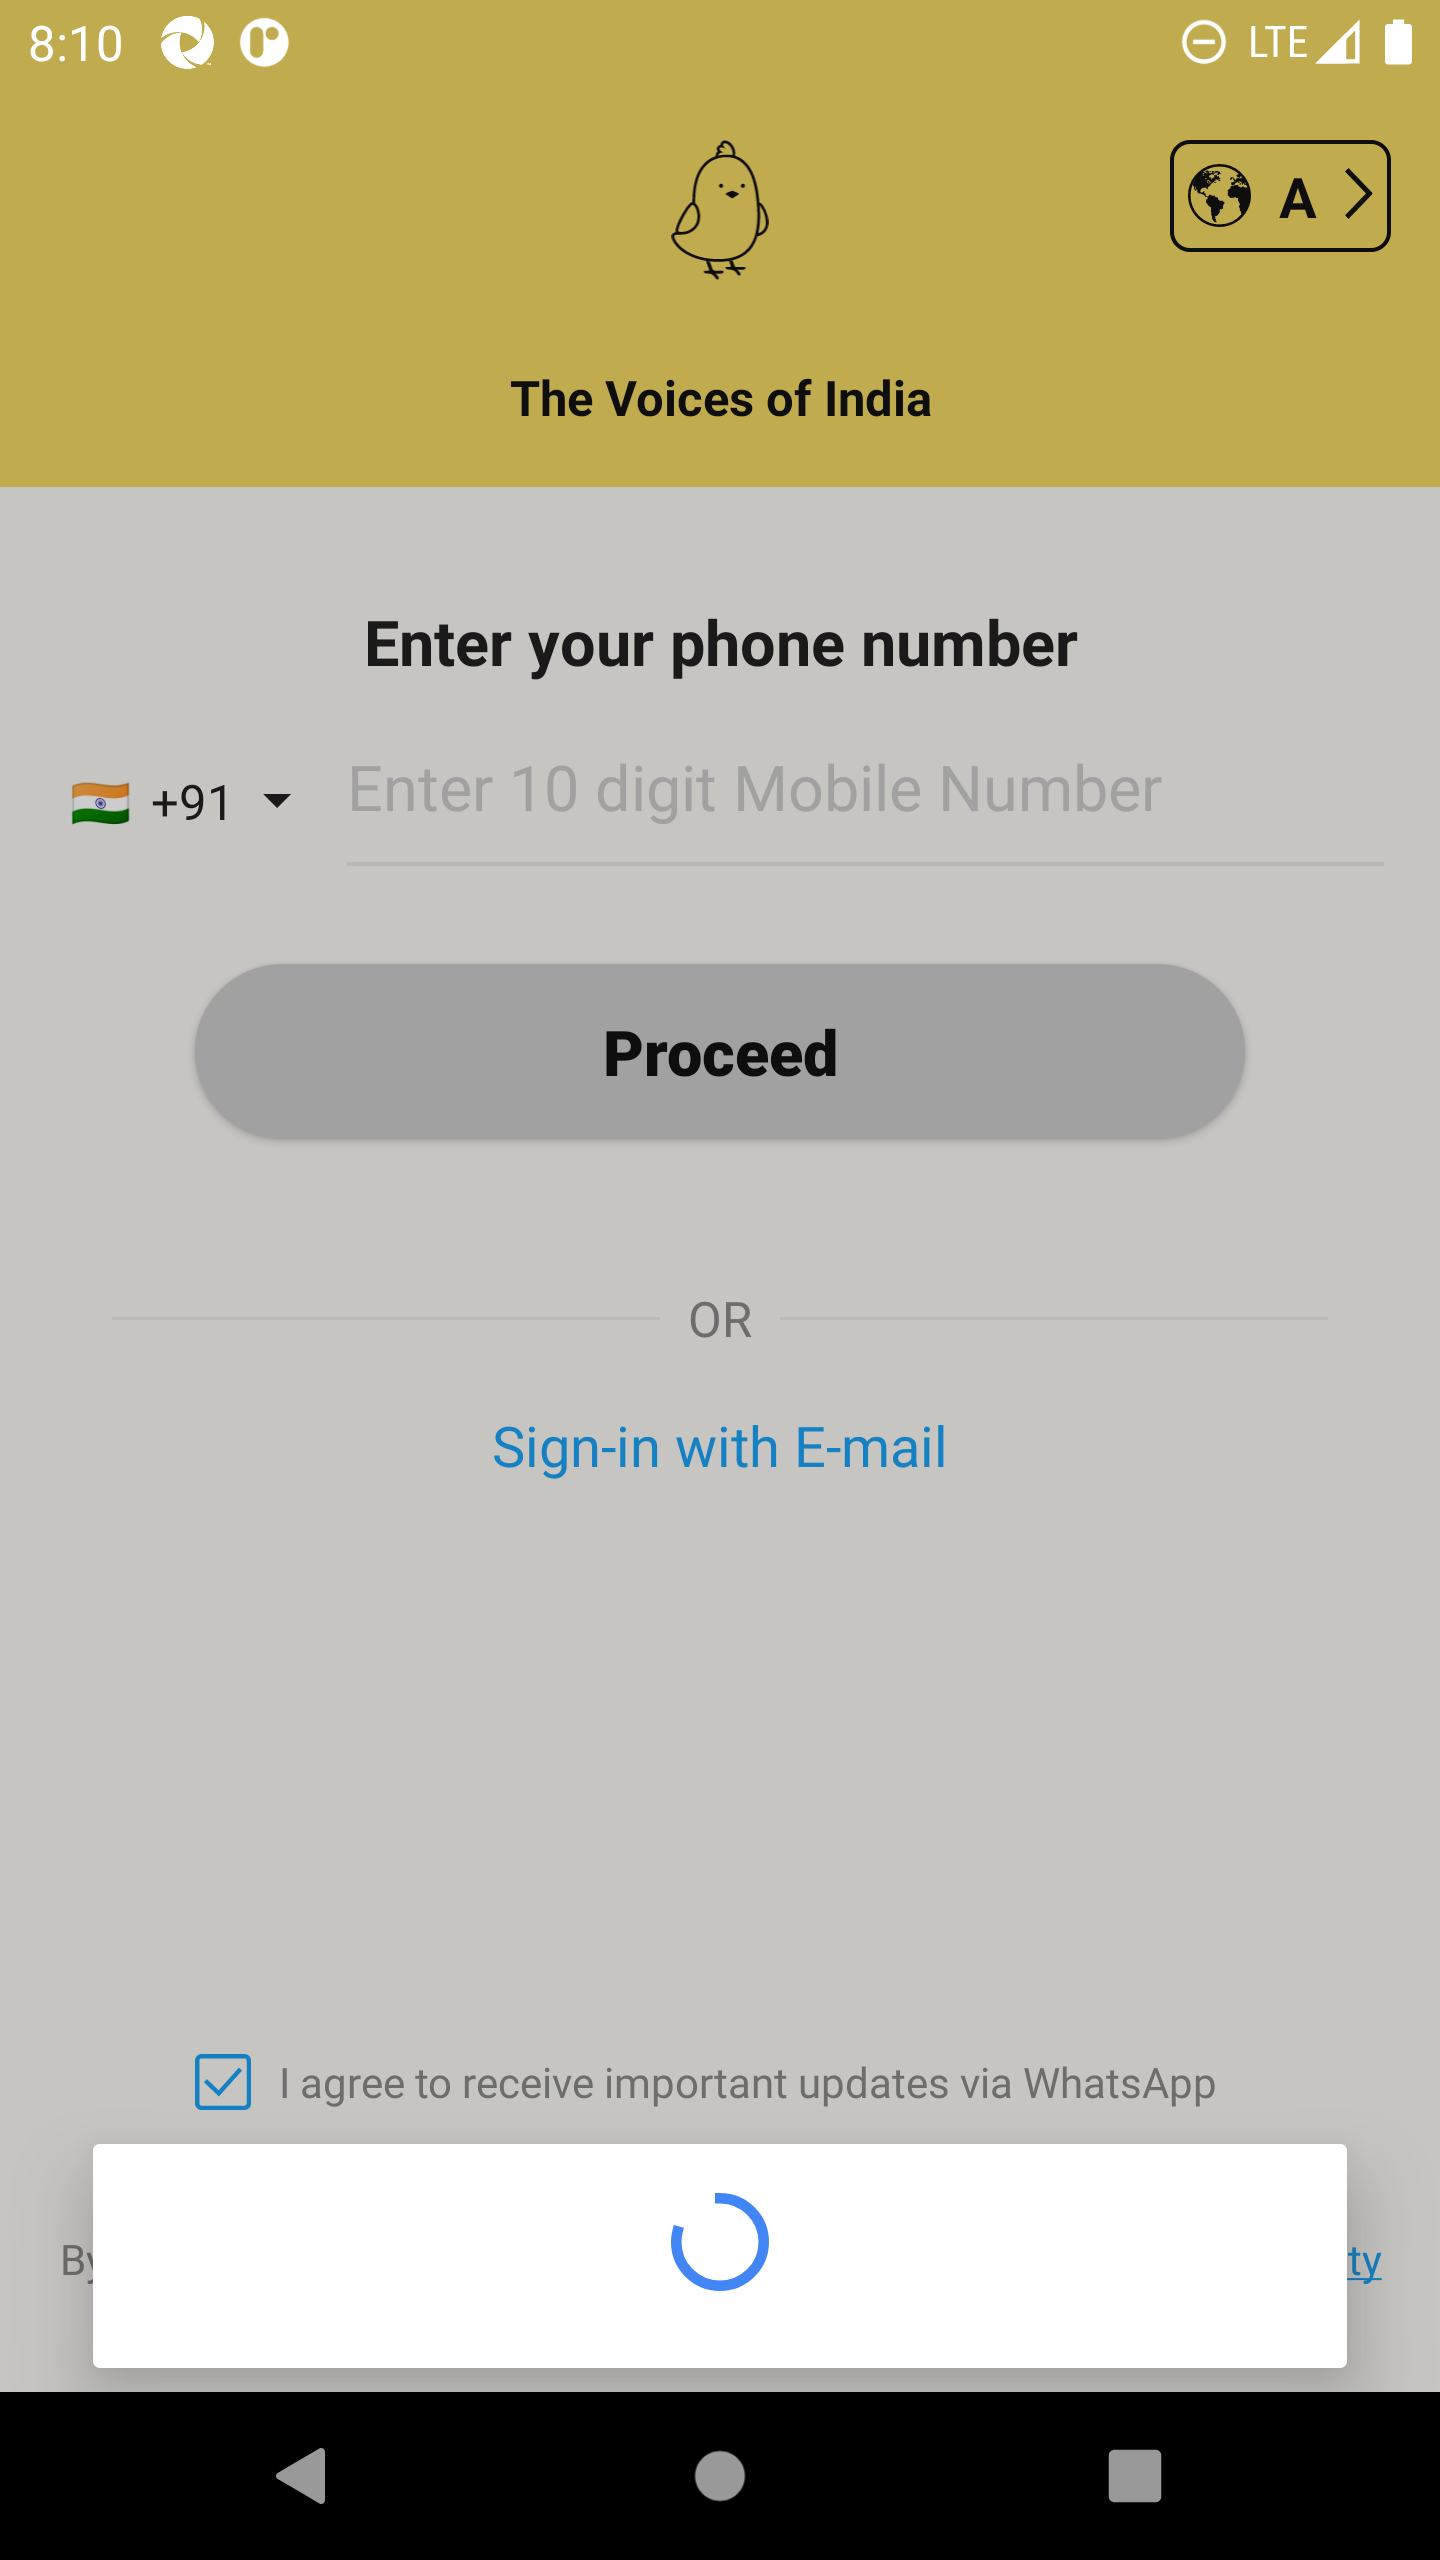 8:10
LTE
A
The Voices of India
Enter your phone number
+91
Enter 10 digit Mobile Number
Proceed
OR
Sign-in with E-mail
I agree to receive important updates via WhatsApp
By
ty